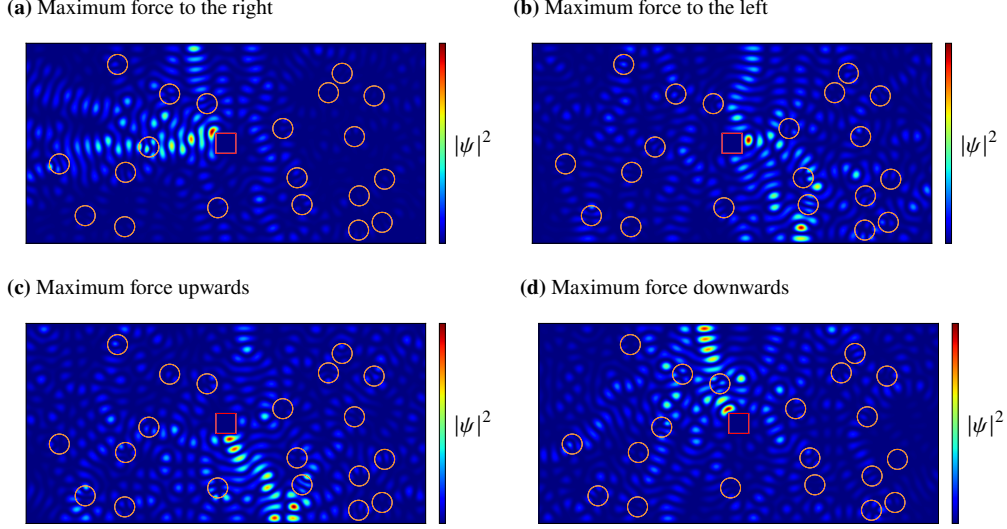 (a) Maximum force to the right
(b) Maximum force to the left
|ψ|²
|ψ|²
(c) Maximum force upwards
(d) Maximum force downwards
|ψ|²
|ψ|²